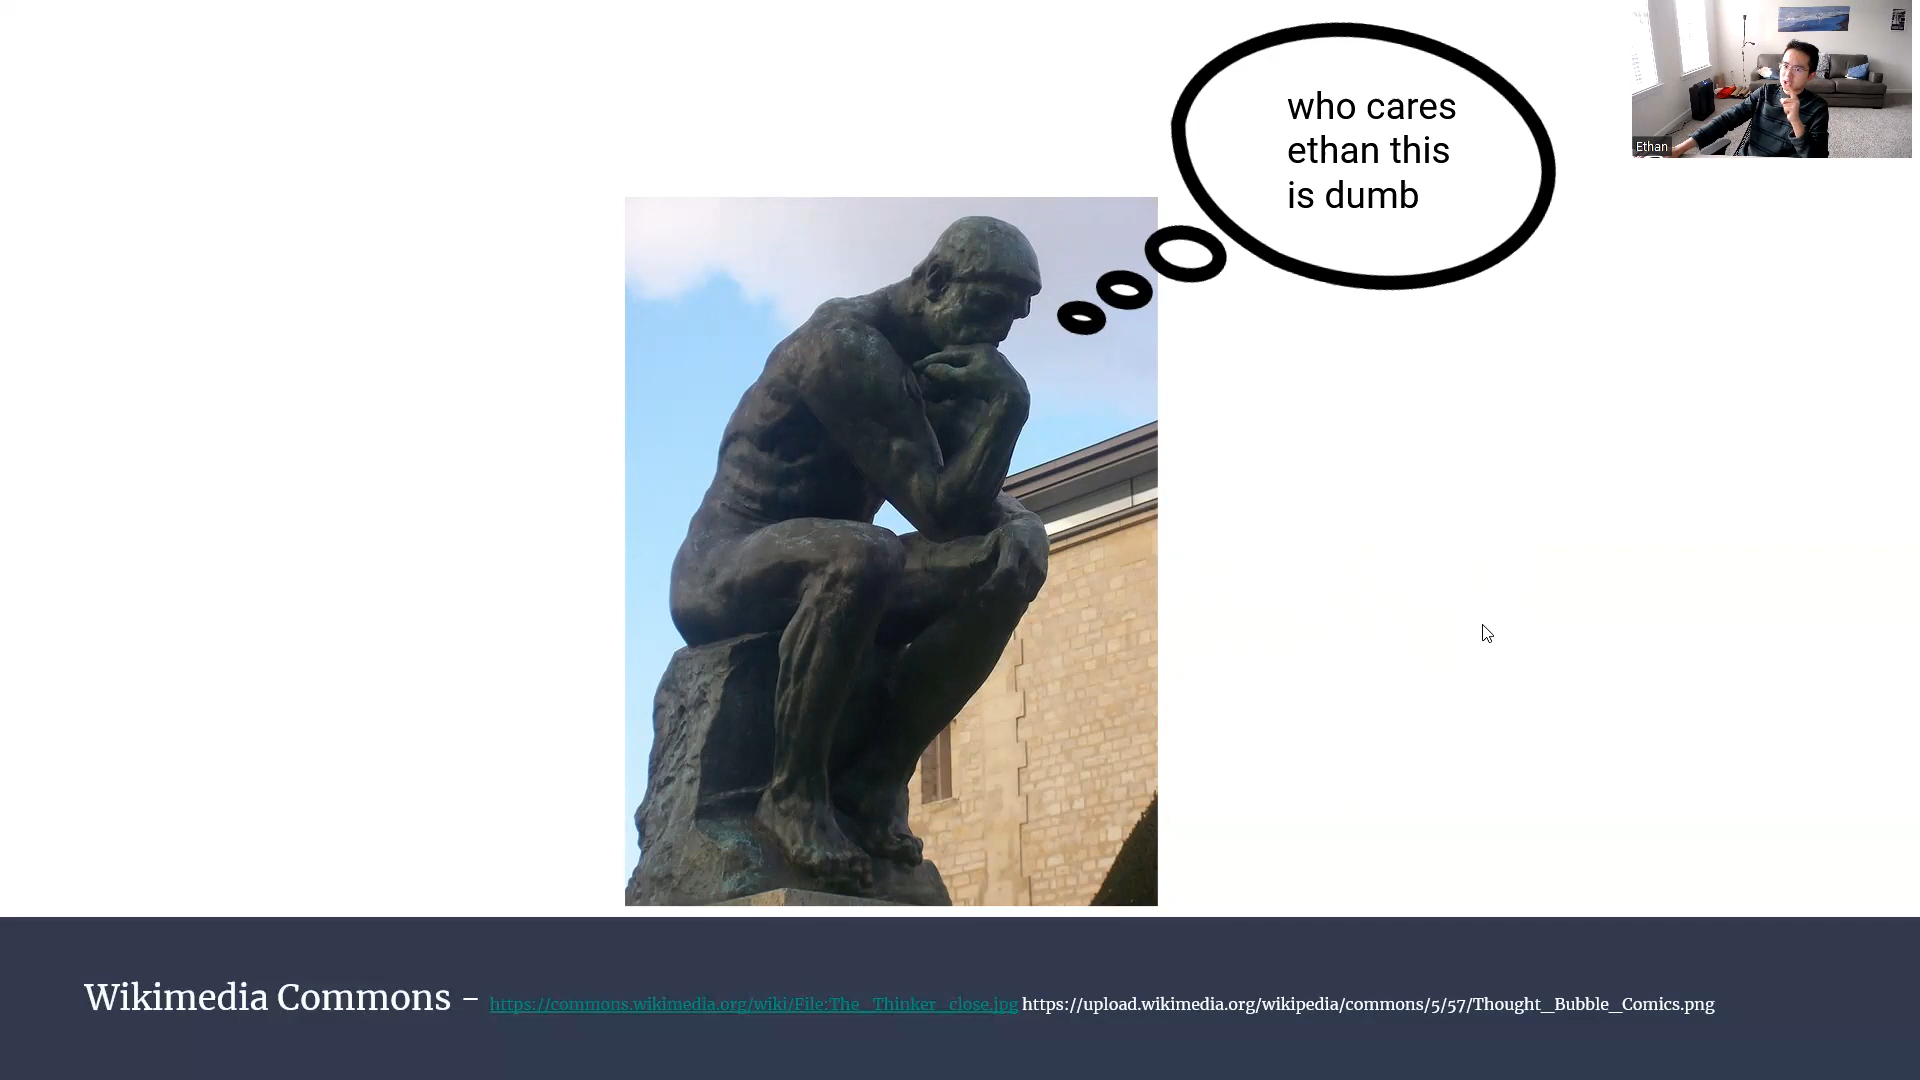 who cares
ethan this
is dumb
Ethan
Wikimedia Commons - https://commons.wikimedia.org/wiki/File:The_Thinker_close.jpg https://upload.wikimedia.org/wikipedia/commons/5/57/Thought_Bubble_Comics.png